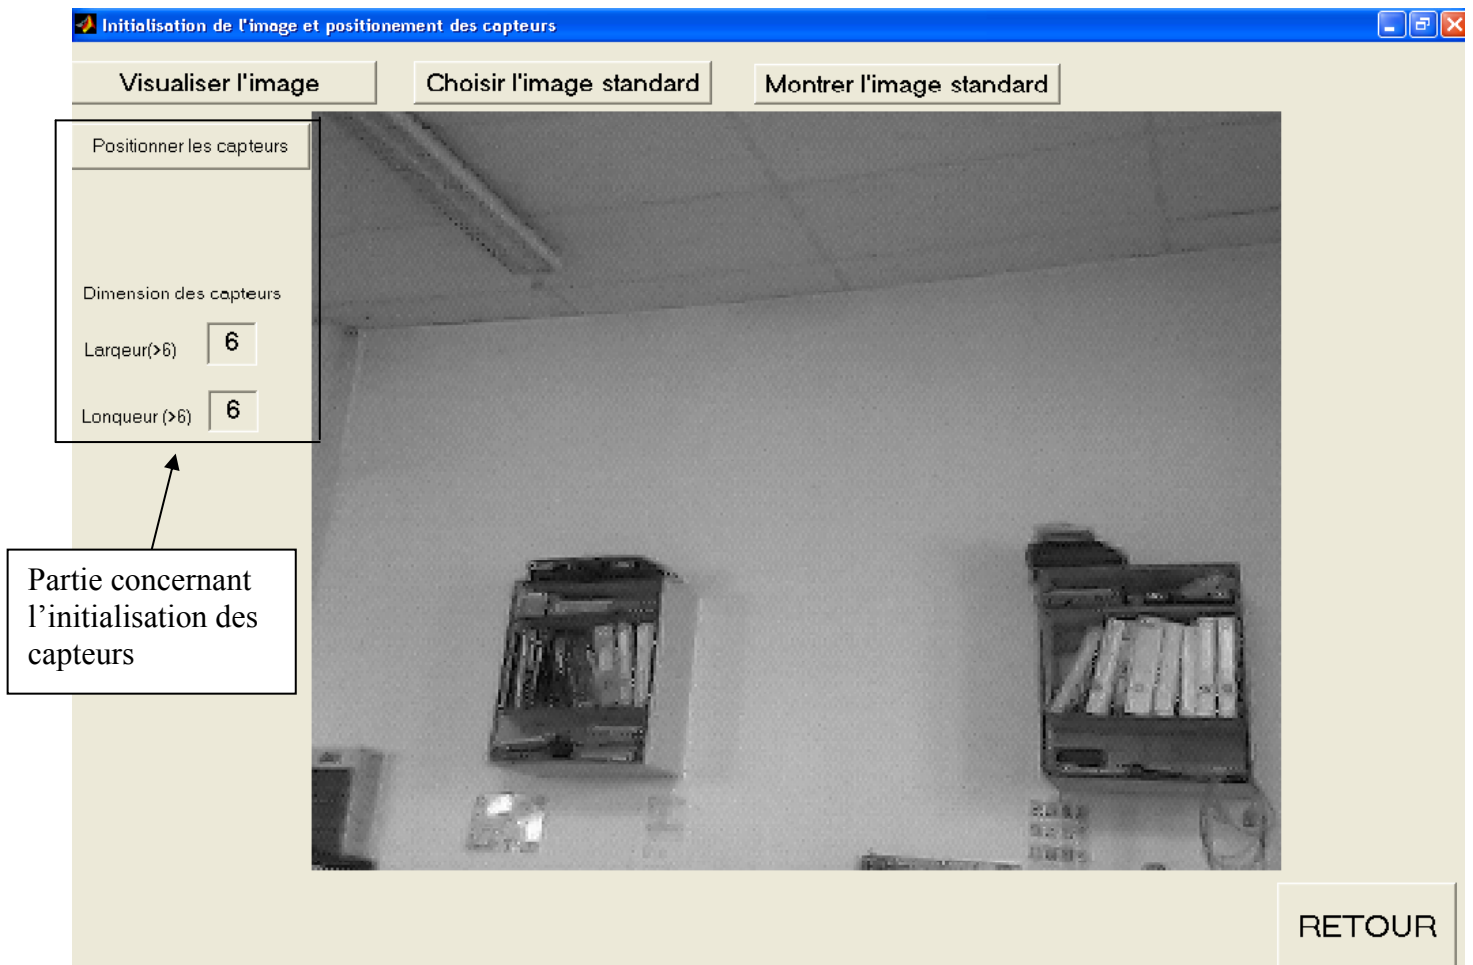 Initialisation de l'image et positionement des capteurs
Visualiser l'image
Choisir l'image standard
Montrer l'image standard
Positionner les capteurs
Dimension des capteurs
Largeur(>6)
6
Longueur (>6)
6
Partie concernant
l’initialisation des
capteurs
RETOUR